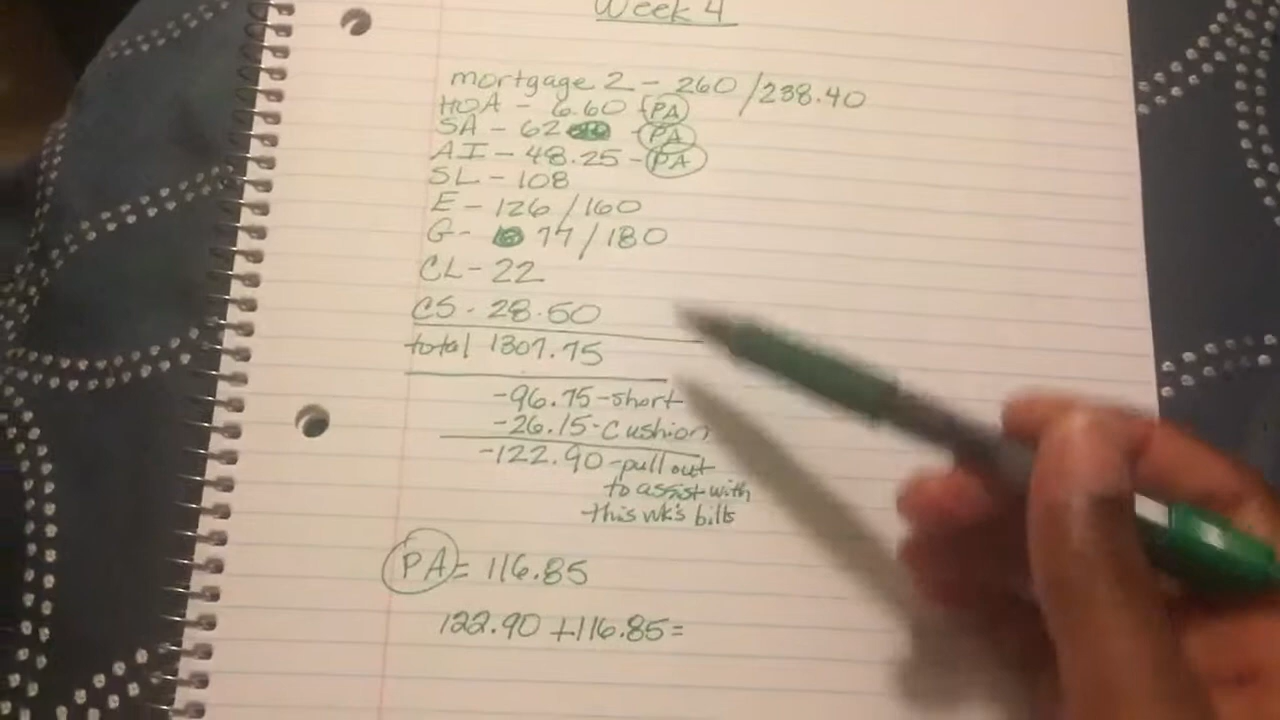 Week 4
mortgage 2 - 260 / 238.40
HOA - 6.60 - PA
SA - 62 - PA
AI - 48.25 - PA
SL - 108
E - 126 / 160
G - 77 / 180
CL - 22
CS - 28.50
total 1307.75
-96.75 - short
-26.15 - cushion
-122.90 - pull out
to assist with
this wk's bills
PA = 116.85
122.90 + 116.85 =